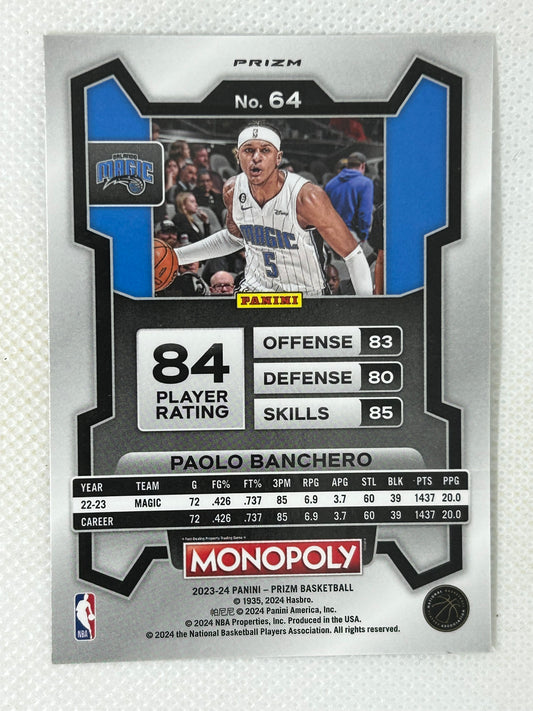 PRIZM
No. 64
ORLANDO
MAGIC
MAGIC
5
PANINI
84
PLAYER
RATING
OFFENSE 83
DEFENSE 80
SKILLS 85
PAOLO BANCHERO
YEAR TEAM G FG% FT% 3PM RPG APG STL BLK PTS PPG
22-23 MAGIC 72 .426 .737 85 6.9 3.7 60 39 1437 20.0
CAREER 72 .426 .737 85 6.9 3.7 60 39 1437 20.0
MONOPOLY
2023-24 PANINI – PRIZM BASKETBALL
© 1935, 2024 Hasbro.
帕尼尼 © 2024 Panini America, Inc.
© 2024 NBA Properties, Inc. Produced in the USA.
© 2024 the National Basketball Players Association. All rights reserved.
NBA